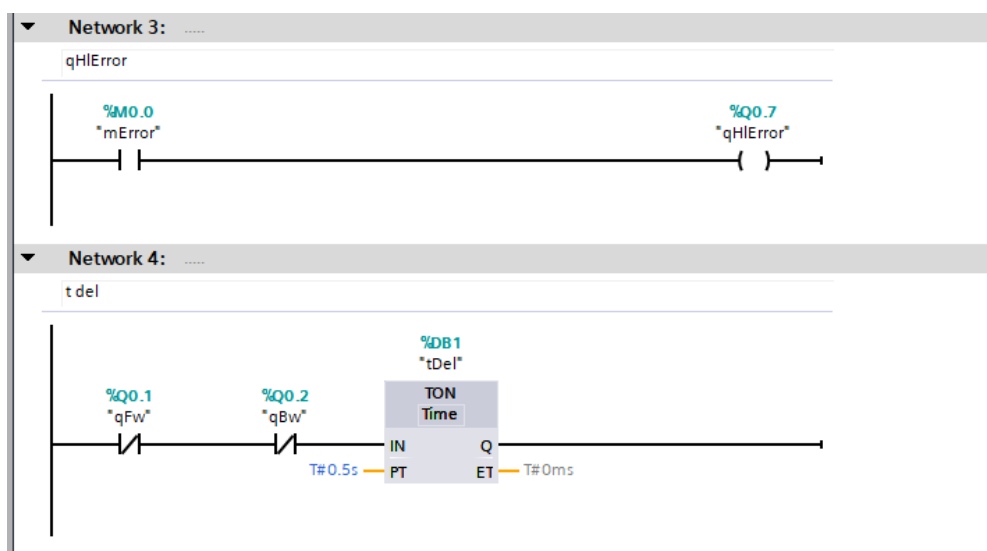 Network 3: .....
qHlError
%M0.0 %Q0.7
"mError" "qHlError"
Network 4: .....
t del
%DB1
"tDel"
%Q0.1 %Q0.2 TON
"qFw" "qBw" Time
IN Q
T#0.5s PT ET T#0ms